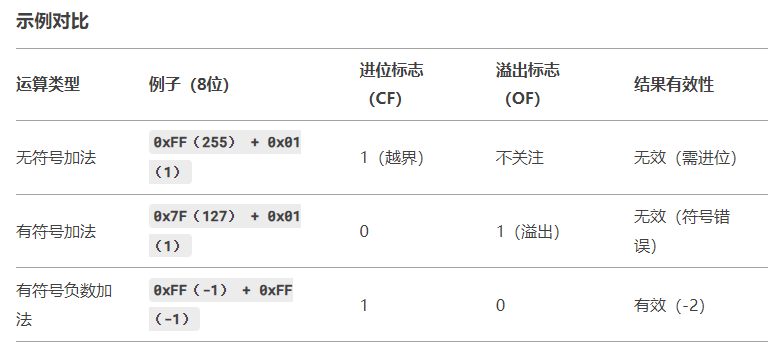 示例对比
运算类型 例子（8位） 进位标志（CF） 溢出标志（OF） 结果有效性
无符号加法 0xFF（255） + 0x01（1） 1（越界） 不关注 无效（需进位）
有符号加法 0x7F（127） + 0x01（1） 0 1（溢出） 无效（符号错误）
有符号负数加法 0xFF（-1） + 0xFF（-1） 1 0 有效（-2）